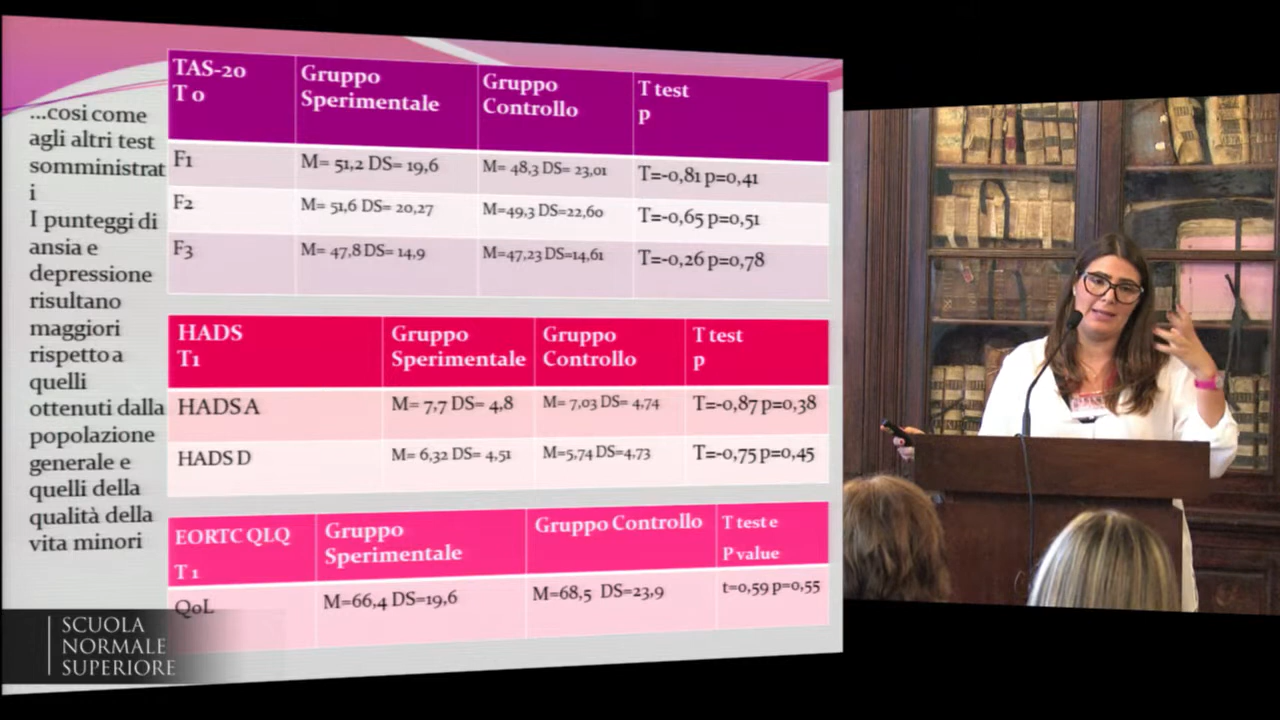 ...cosi come
agli altri test
somministrat
i
I punteggi di
ansia e
depressione
risultano
maggiori
rispetto a
quelli
ottenuti dalla
popolazione
generale e
quelli della
qualità della
vita minori
TAS-20
T 0
Gruppo
Sperimentale
Gruppo
Controllo
T test
p
F1
M= 51,2 DS= 19,6
M= 48,3 DS= 23,01
T=-0,81 p=0,41
F2
M= 51,6 DS= 20,27
M=49,3 DS=22,60
T=-0,65 p=0,51
F3
M= 47,8 DS= 14,9
M=47,23 DS=14,61
T=-0,26 p=0,78
HADS
T1
Gruppo
Sperimentale
Gruppo
Controllo
T test
p
HADS A
M= 7,7 DS= 4,8
M= 7,03 DS= 4,74
T=-0,87 p=0,38
HADS D
M= 6,32 DS= 4,51
M=5,74 DS=4,73
T=-0,75 p=0,45
EORTC QLQ
T1
Gruppo
Sperimentale
Gruppo Controllo
T test e
P value
QoL
M=66,4 DS=19,6
M=68,5 DS=23,9
t=0,59 p=0,55
SCUOLA
NORMALE
SUPERIORE